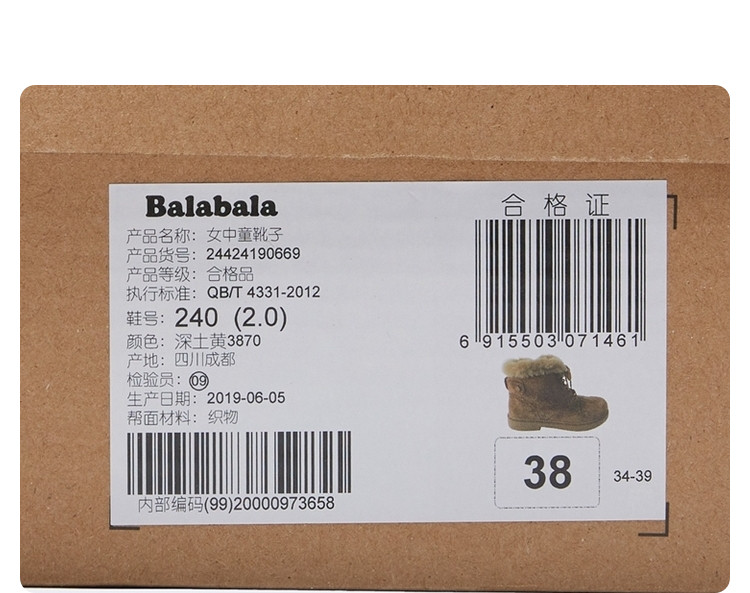 Balabala
合格证
产品名称：女中童靴子
产品货号：24424190669
产品等级：合格品
执行标准：QB/T 4331-2012
鞋号：240 (2.0)
颜色：深土黄3870
产地：四川成都
检验员：09
生产日期：2019-06-05
帮面材料：织物
内部编码(99)20000973658
6 915503 071461
38
34-39